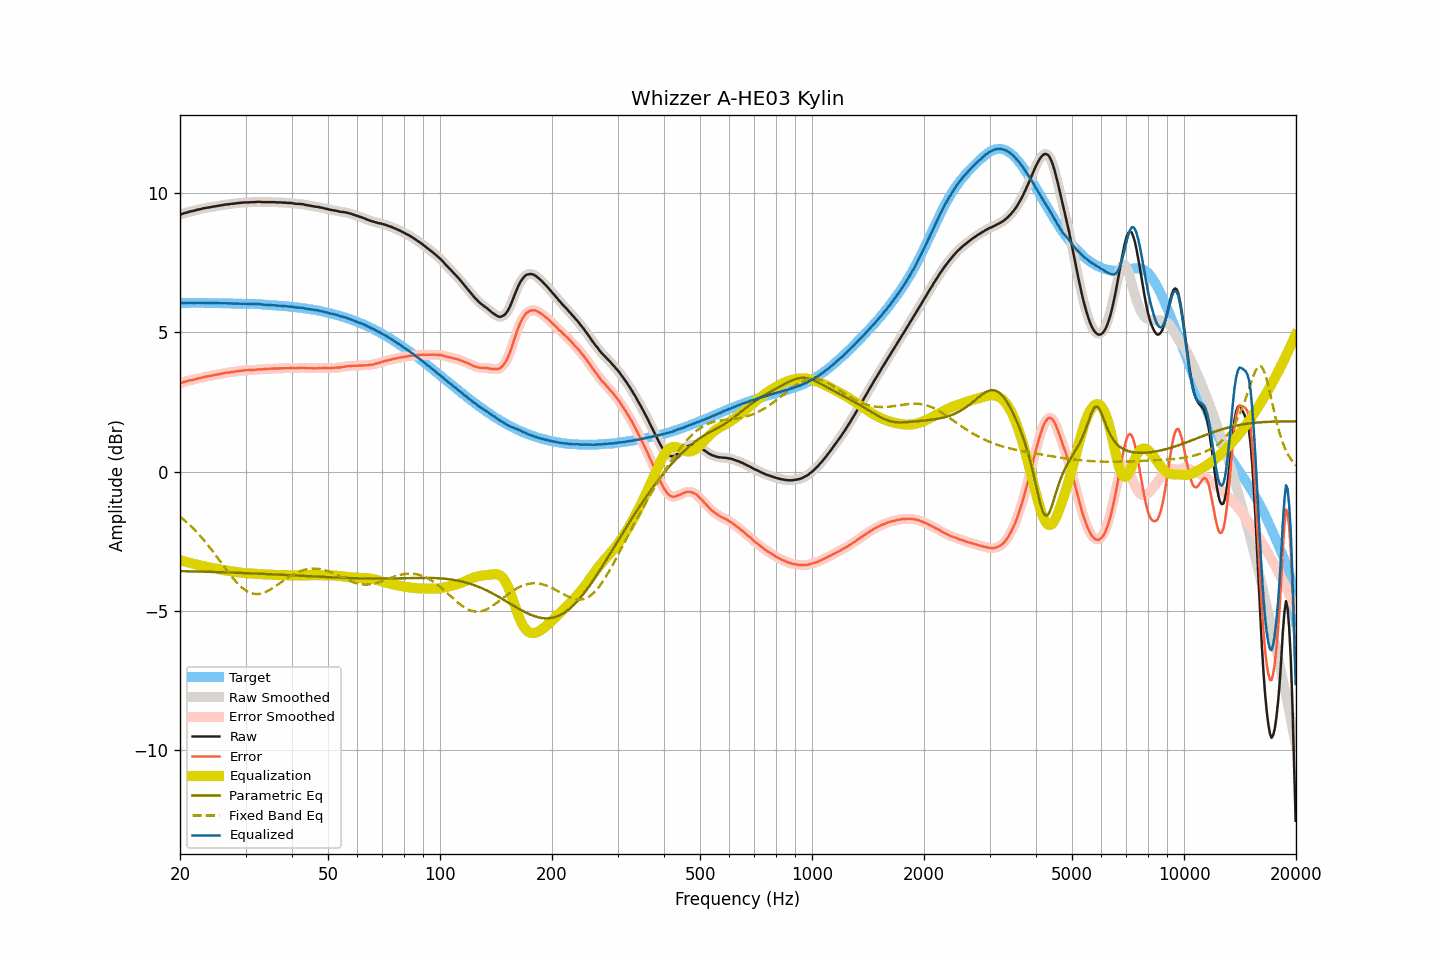 Whizzer A-HE03 Kylin
Amplitude (dBr)
10
5
0
−5
−10
Target
Raw Smoothed
Error Smoothed
Raw
Error
Equalization
Parametric Eq
Fixed Band Eq
Equalized
20 50 100 200 500 1000 2000 5000 10000 20000
Frequency (Hz)